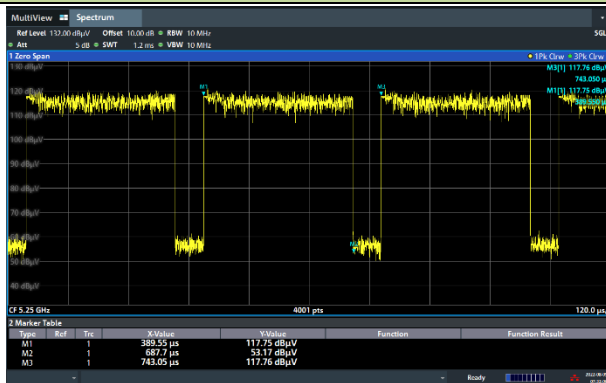 MultiView Spectrum
Ref Level 132.00 dBµV Offset 10.00 dB RBW 10 MHz SGL
Att 5 dB SWT 1.2 ms VBW 10 MHz
1 Zero Span 1Pk Clrw 3Pk Clrw
130 dBµV M3[1] 117.76 dBµV
743.050 µ
120 dBµV M1 M3 M1[1] 117.75 dBµV
389.550 µ
110 dBµV
100 dBµV
90 dBµV
80 dBµV
70 dBµV
60 dBµV
50 dBµV
40 dBµV
CF 5.25 GHz 4001 pts 120.0 µs/
2 Marker Table
Type Ref Trc X-Value Y-Value Function Function Result
M1 1 389.55 µs 117.75 dBµV
M2 1 687.7 µs 53.17 dBµV
M3 1 743.05 µs 117.76 dBµV
Ready